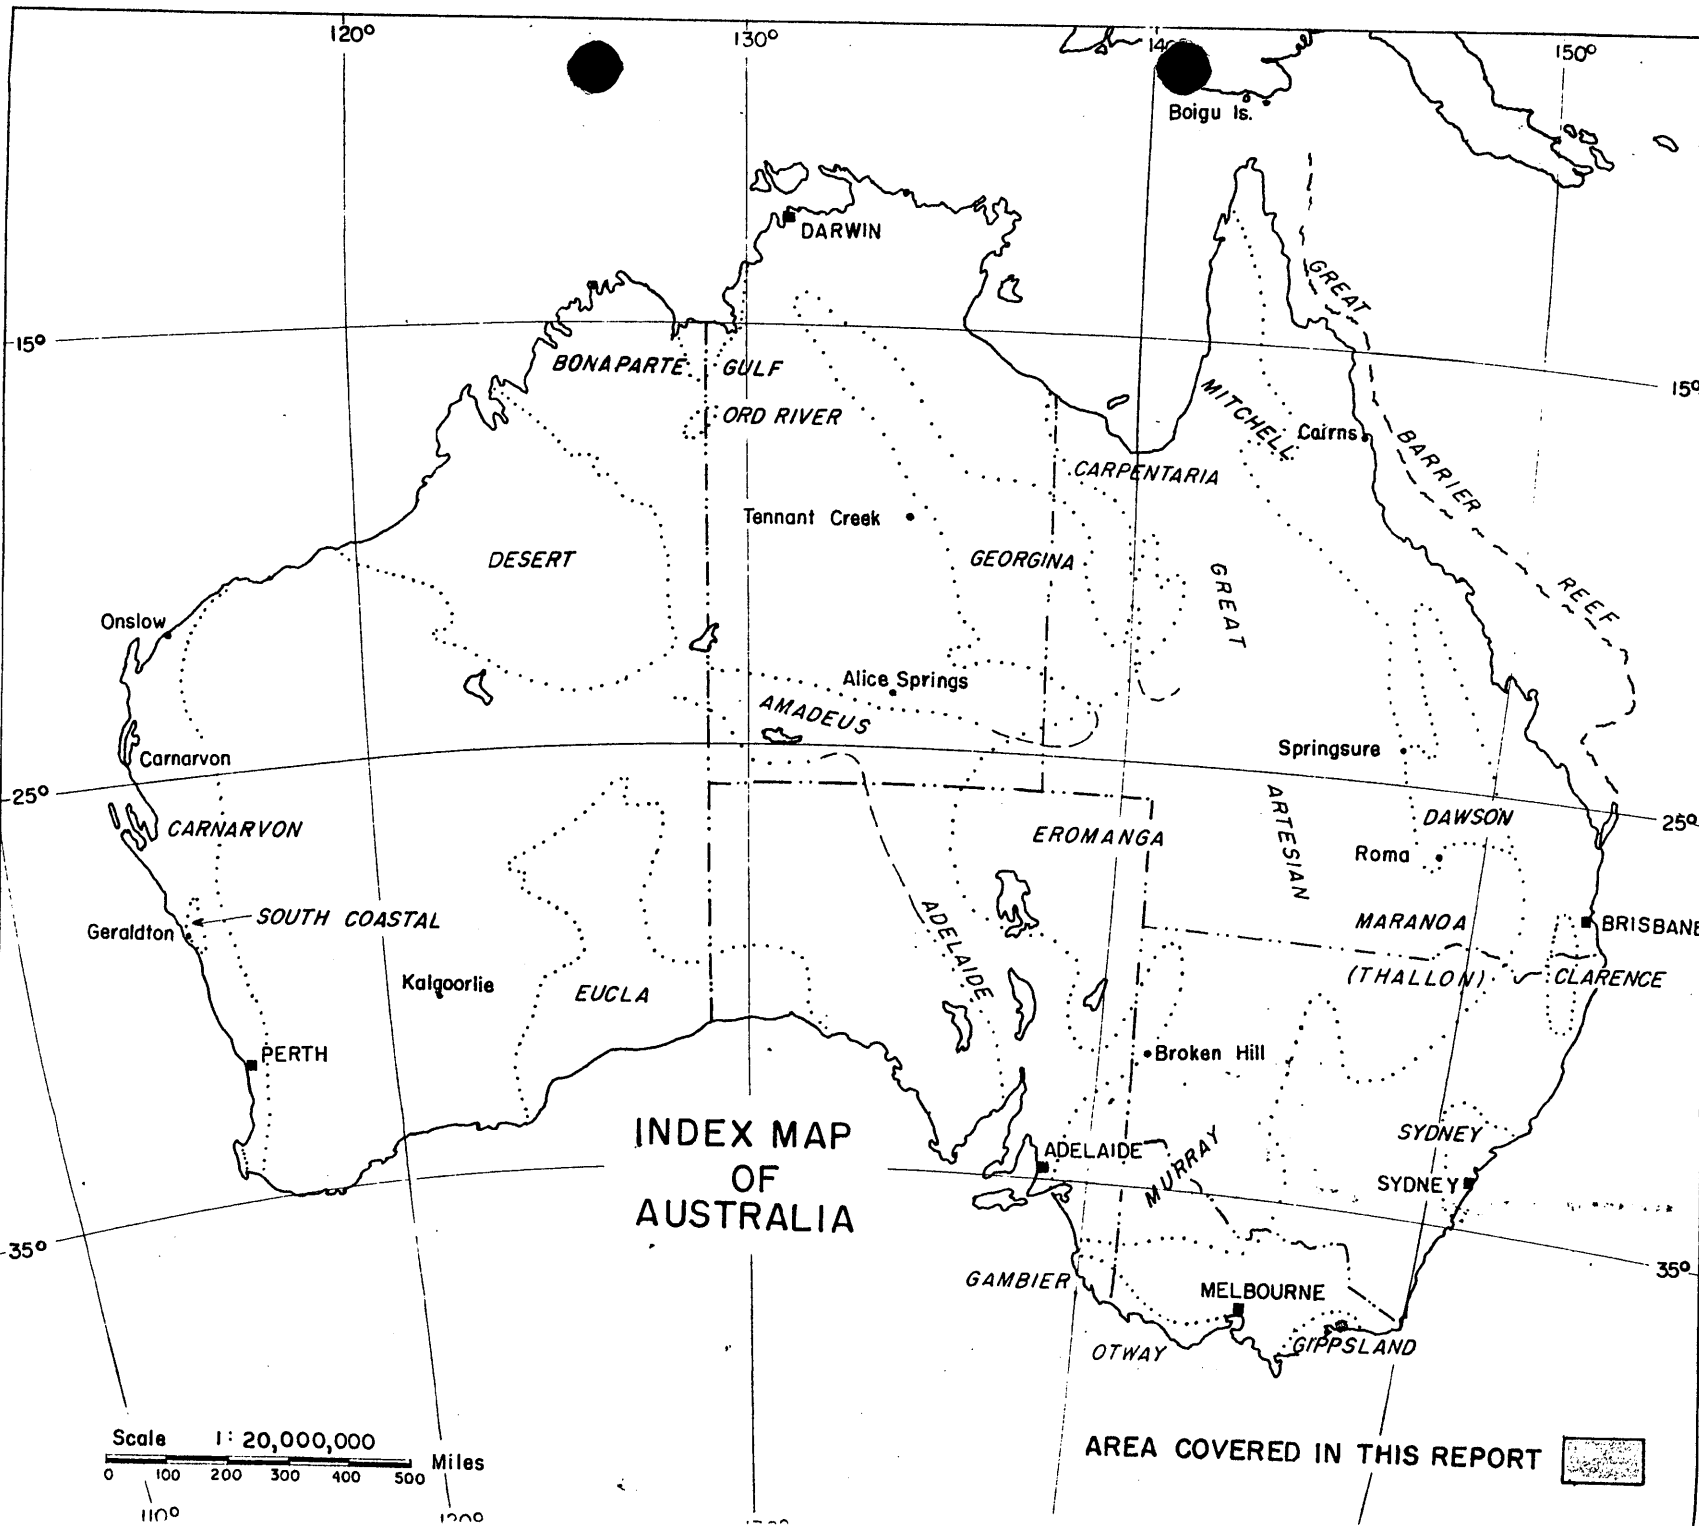 120°
130°
140
150°
Boigu Is.
DARWIN
GREAT
15°
BONAPARTE GULF
15°
ORD RIVER
MITCHELL
Cairns
BARRIER
CARPENTARIA
Tennant Creek
DESERT
GEORGINA
GREAT
REEF
Onslow
Alice Springs
AMADEUS
Springsure
Carnarvon
25°
ARTESIAN
DAWSON
25°
CARNARVON
EROMANGA
Roma
SOUTH COASTAL
ADELAIDE
MARANOA
BRISBANE
Geraldton
Kalgoorlie
EUCLA
(THALLON)
CLARENCE
PERTH
Broken Hill
INDEX MAP
OF
AUSTRALIA
SYDNEY
ADELAIDE
MURRAY
SYDNEY
35°
35°
GAMBIER
MELBOURNE
OTWAY
GIPPSLAND
Scale 1: 20,000,000
0 100 200 300 400 500 Miles
AREA COVERED IN THIS REPORT
110°
120°